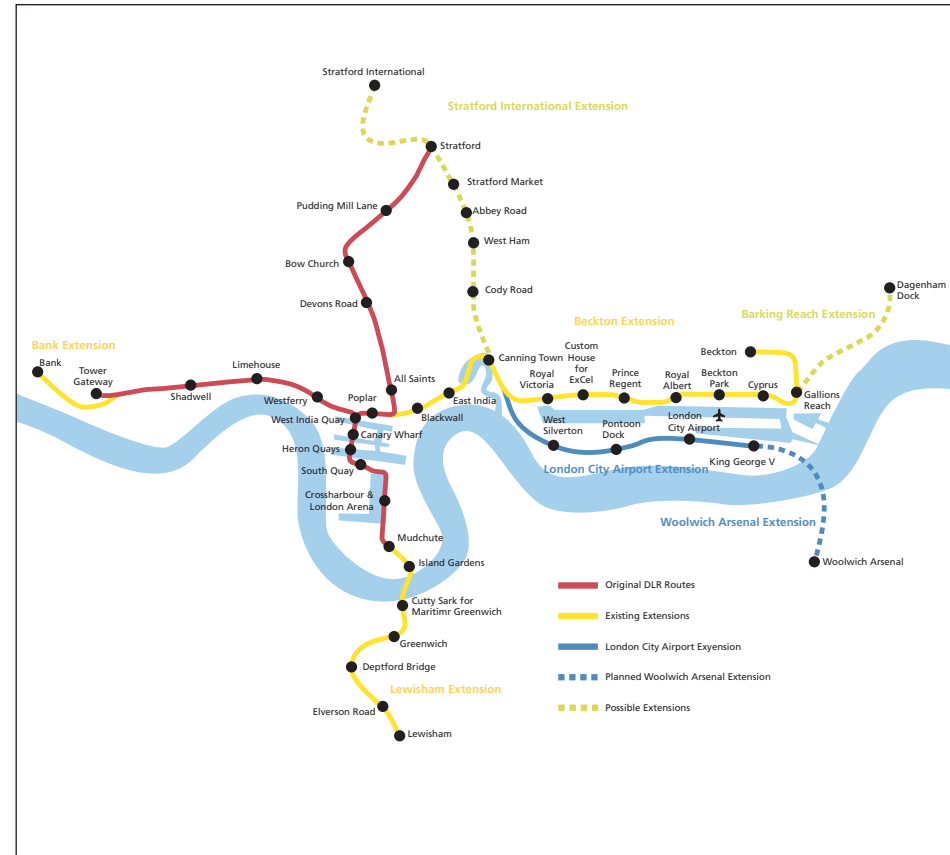 Stratford International
Stratford International Extension
Stratford
Stratford Market
Pudding Mill Lane
Abbey Road
West Ham
Bow Church
Cody Road
Dagenham
Dock
Devons Road
Beckton Extension
Barking Reach Extension
Bank Extension
Bank
Tower
Gateway
Limehouse
Shadwell
Westferry
Poplar
All Saints
West India Quay
Blackwall
East India
Canning Town
Royal
Victoria
Custom
House
for
ExCel
Prince
Regent
Royal
Albert
Beckton
Park
Beckton
Cyprus
Gallions
Reach
Canary Wharf
Heron Quays
South Quay
West
Silverton
Pontoon
Dock
London
City Airport
King George V
London City Airport Extension
Crossharbour &
London Arena
Woolwich Arsenal Extension
Mudchute
Island Gardens
Woolwich Arsenal
Cutty Sark for
Maritimr Greenwich
Greenwich
Deptford Bridge
Lewisham Extension
Elverson Road
Lewisham
Original DLR Routes
Existing Extensions
London City Airport Exyension
Planned Woolwich Arsenal Extension
Possible Extensions